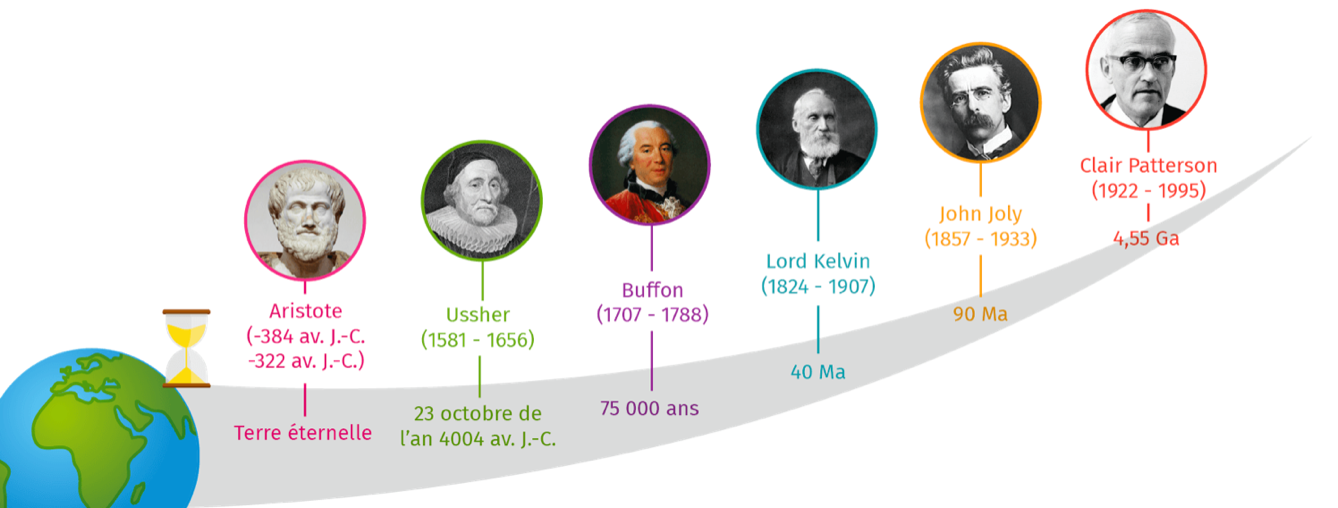 Aristote
(-384 av. J.-C.
-322 av. J.-C.)
Terre éternelle
Ussher
(1581 - 1656)
23 octobre de
l'an 4004 av. J.-C.
Buffon
(1707 - 1788)
75 000 ans
Lord Kelvin
(1824 - 1907)
40 Ma
John Joly
(1857 - 1933)
90 Ma
Clair Patterson
(1922 - 1995)
4,55 Ga